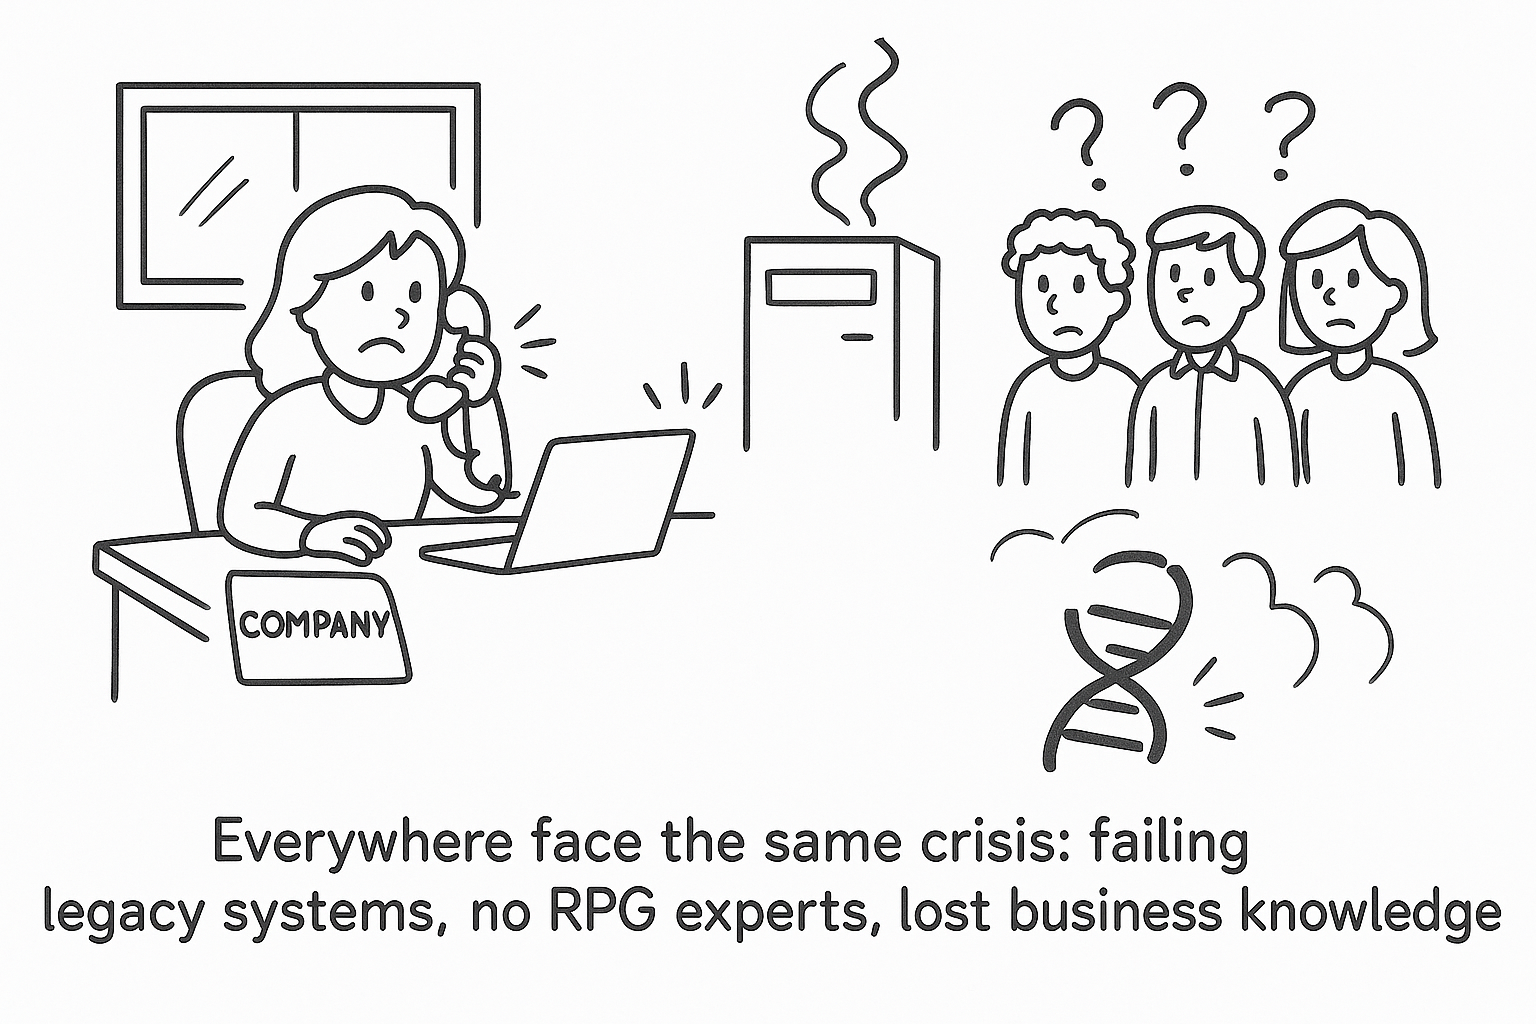 ? ? ?
COMPANY
Everywhere face the same crisis: failing
legacy systems, no RPG experts, lost business knowledge